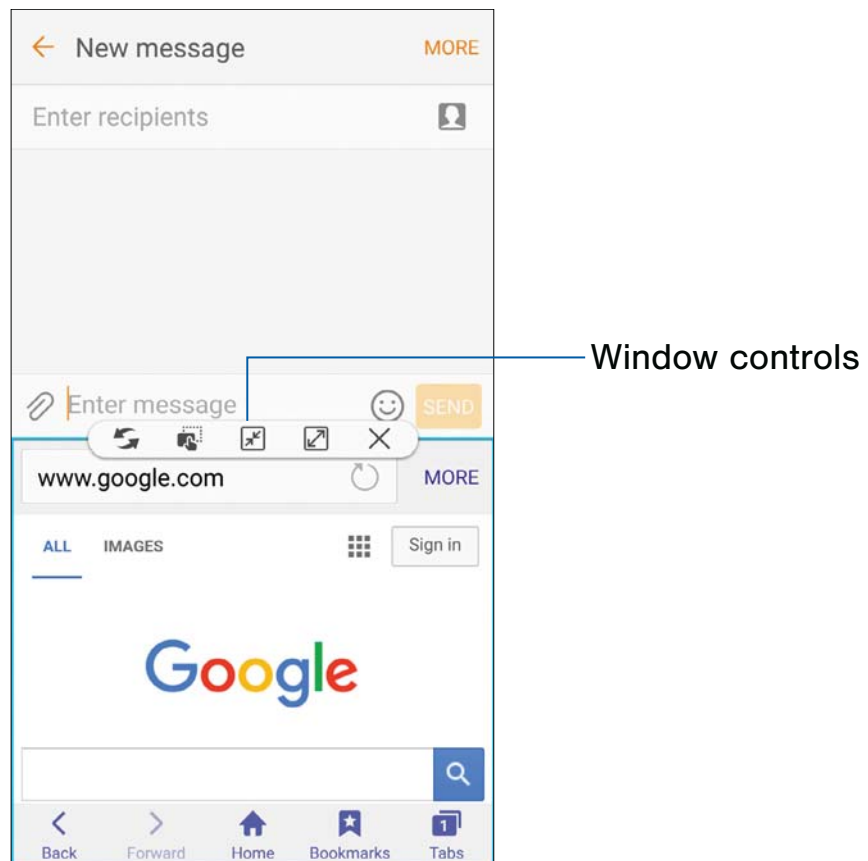 New message MORE
Enter recipients
Window controls
Enter message SEND
www.google.com MORE
ALL IMAGES Sign in
Google
1
Back Forward Home Bookmarks Tabs